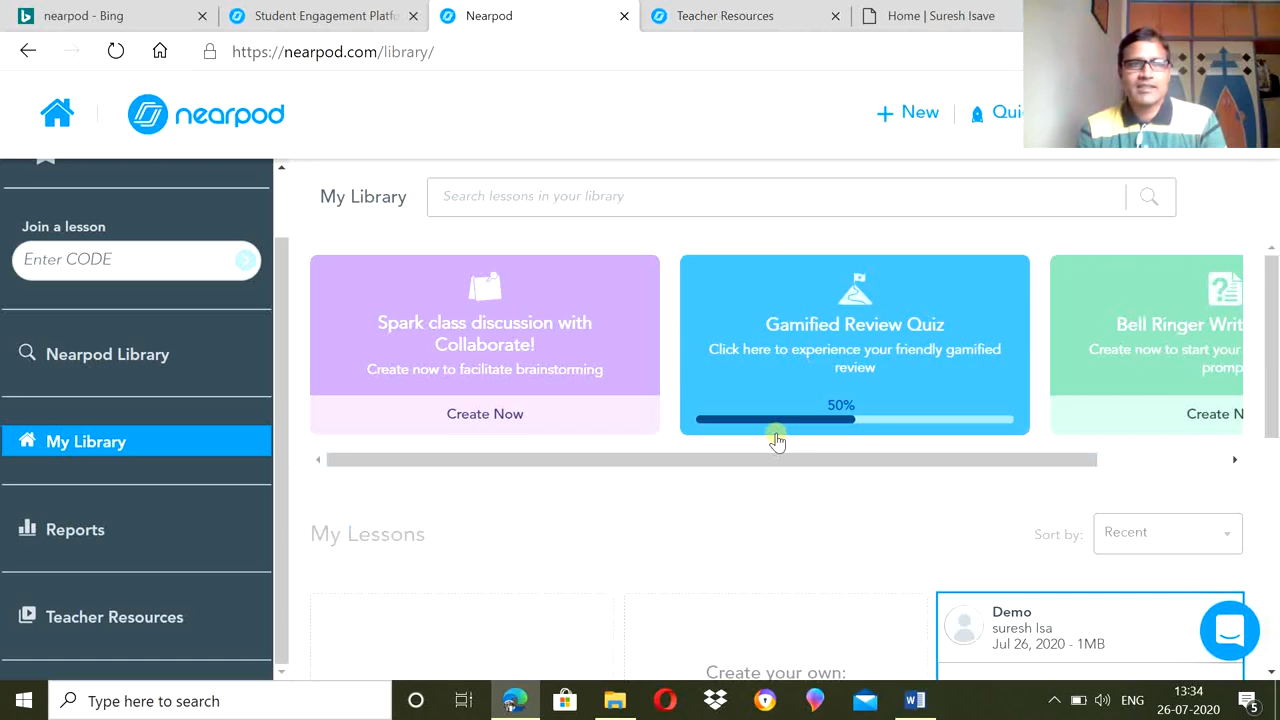 nearpod - Bing
Student Engagement Platfo
Nearpod
Teacher Resources
Home | Suresh Isave
https://nearpod.com/library/
nearpod
New
Qui
Join a lesson
Enter CODE
Nearpod Library
My Library
Reports
Teacher Resources
My Library
Search lessons in your library
Spark class discussion with
Collaborate!
Create now to facilitate brainstorming
Create Now
Gamified Review Quiz
Click here to experience your friendly gamified
review
50%
Bell Ringer Writ
Create now to start your
promp
Create N
My Lessons
Sort by:
Recent
Create your own:
Demo
suresh Isa
Jul 26, 2020 - 1MB
Type here to search
ENG
13:34
26-07-2020
5